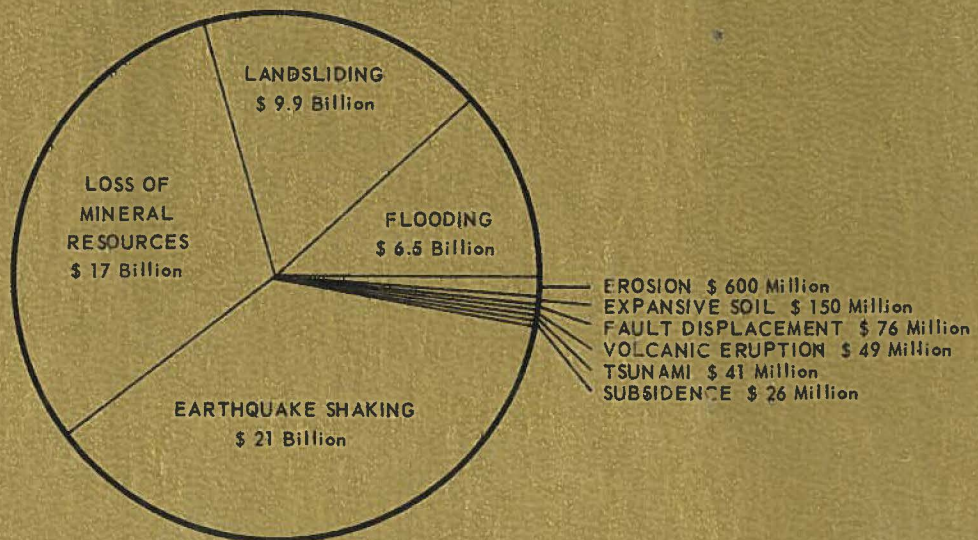 LANDSLIDING
$ 9.9 Billion
LOSS OF
MINERAL
RESOURCES
$ 17 Billion
FLOODING
$ 6.5 Billion
EROSION $ 600 Million
EXPANSIVE SOIL $ 150 Million
FAULT DISPLACEMENT $ 76 Million
VOLCANIC ERUPTION $ 49 Million
TSUNAMI $ 41 Million
SUBSIDENCE $ 26 Million
EARTHQUAKE SHAKING
$ 21 Billion